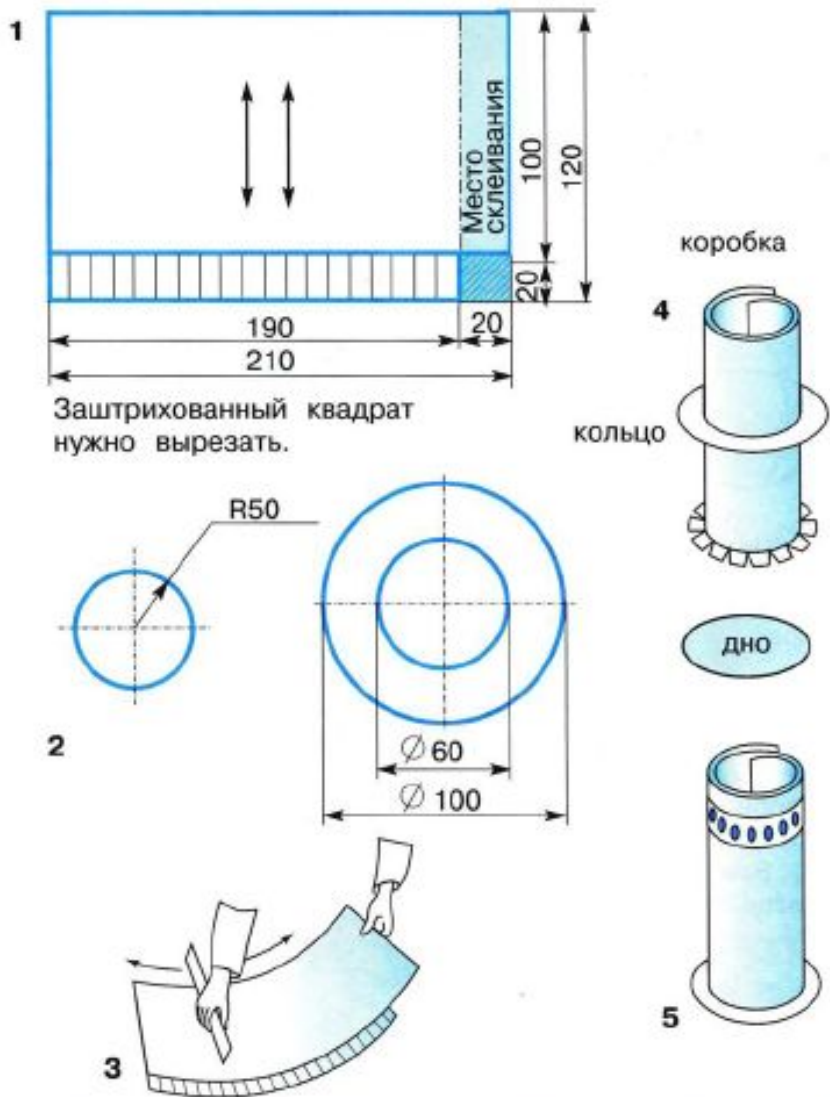 1
Место
склеивания
100
120
20
190
20
210
Заштрихованный квадрат
нужно вырезать.
коробка
4
кольцо
R50
дно
2
∅ 60
∅ 100
3
5